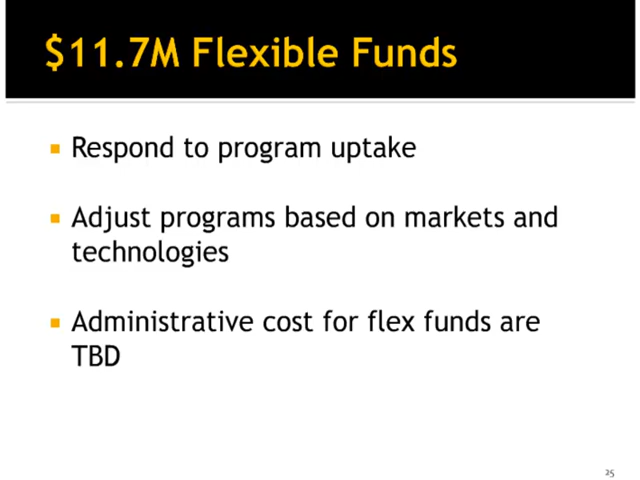 $11.7M Flexible Funds
Respond to program uptake
Adjust programs based on markets and
technologies
Administrative cost for flex funds are
TBD
25